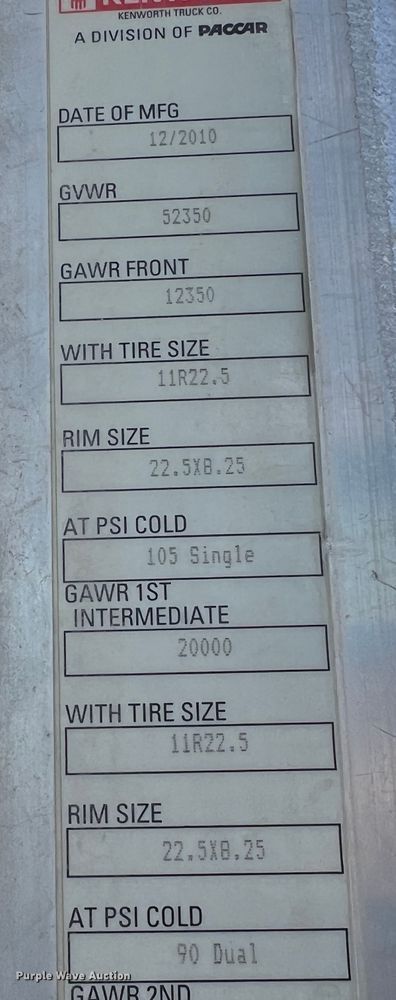 KENWORTH TRUCK CO.
A DIVISION OF PACCAR
DATE OF MFG
12/2010
GVWR
52350
GAWR FRONT
12350
WITH TIRE SIZE
11R22.5
RIM SIZE
22.5X8.25
AT PSI COLD
105 Single
GAWR 1ST
INTERMEDIATE
20000
WITH TIRE SIZE
11R22.5
RIM SIZE
22.5X8.25
AT PSI COLD
90 Dual
GAWR 2ND
Purple Wave Auction